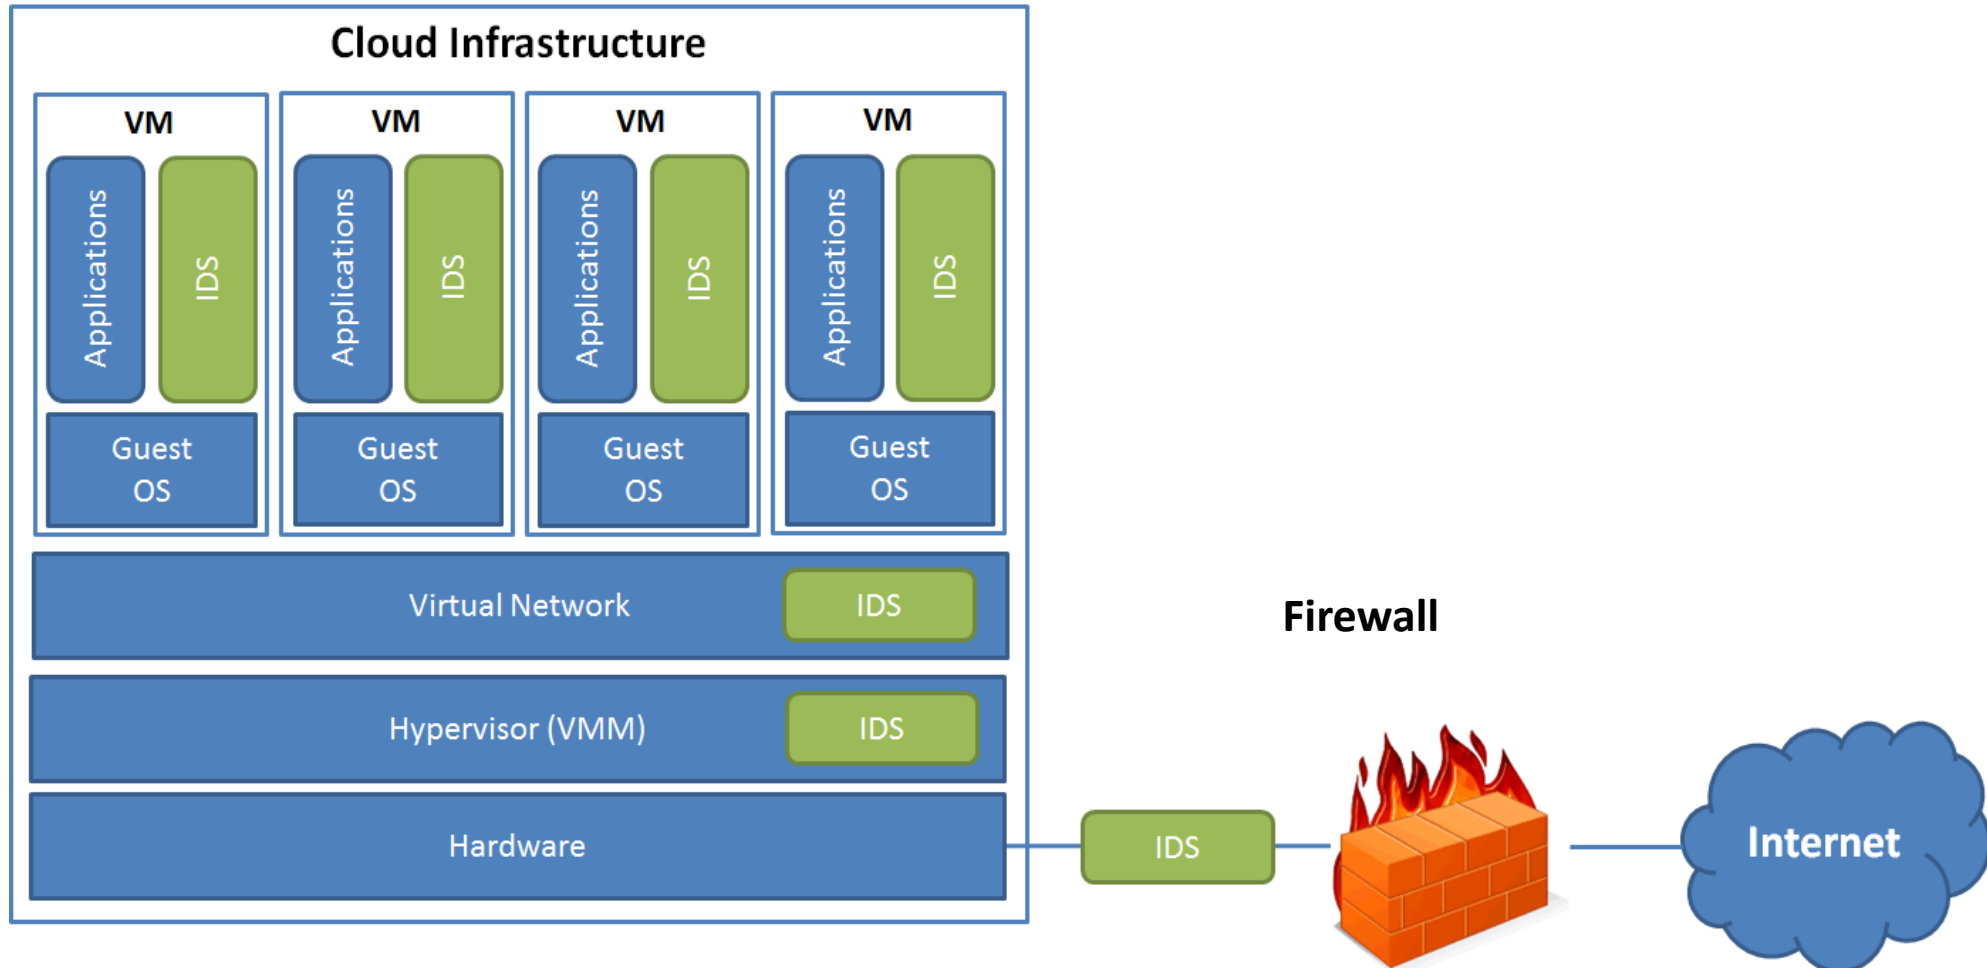 Cloud Infrastructure
VM
VM
VM
VM
Applications
IDS
Applications
IDS
Applications
IDS
Applications
IDS
Guest
OS
Guest
OS
Guest
OS
Guest
OS
Virtual Network
IDS
Hypervisor (VMM)
IDS
Hardware
IDS
Firewall
Internet